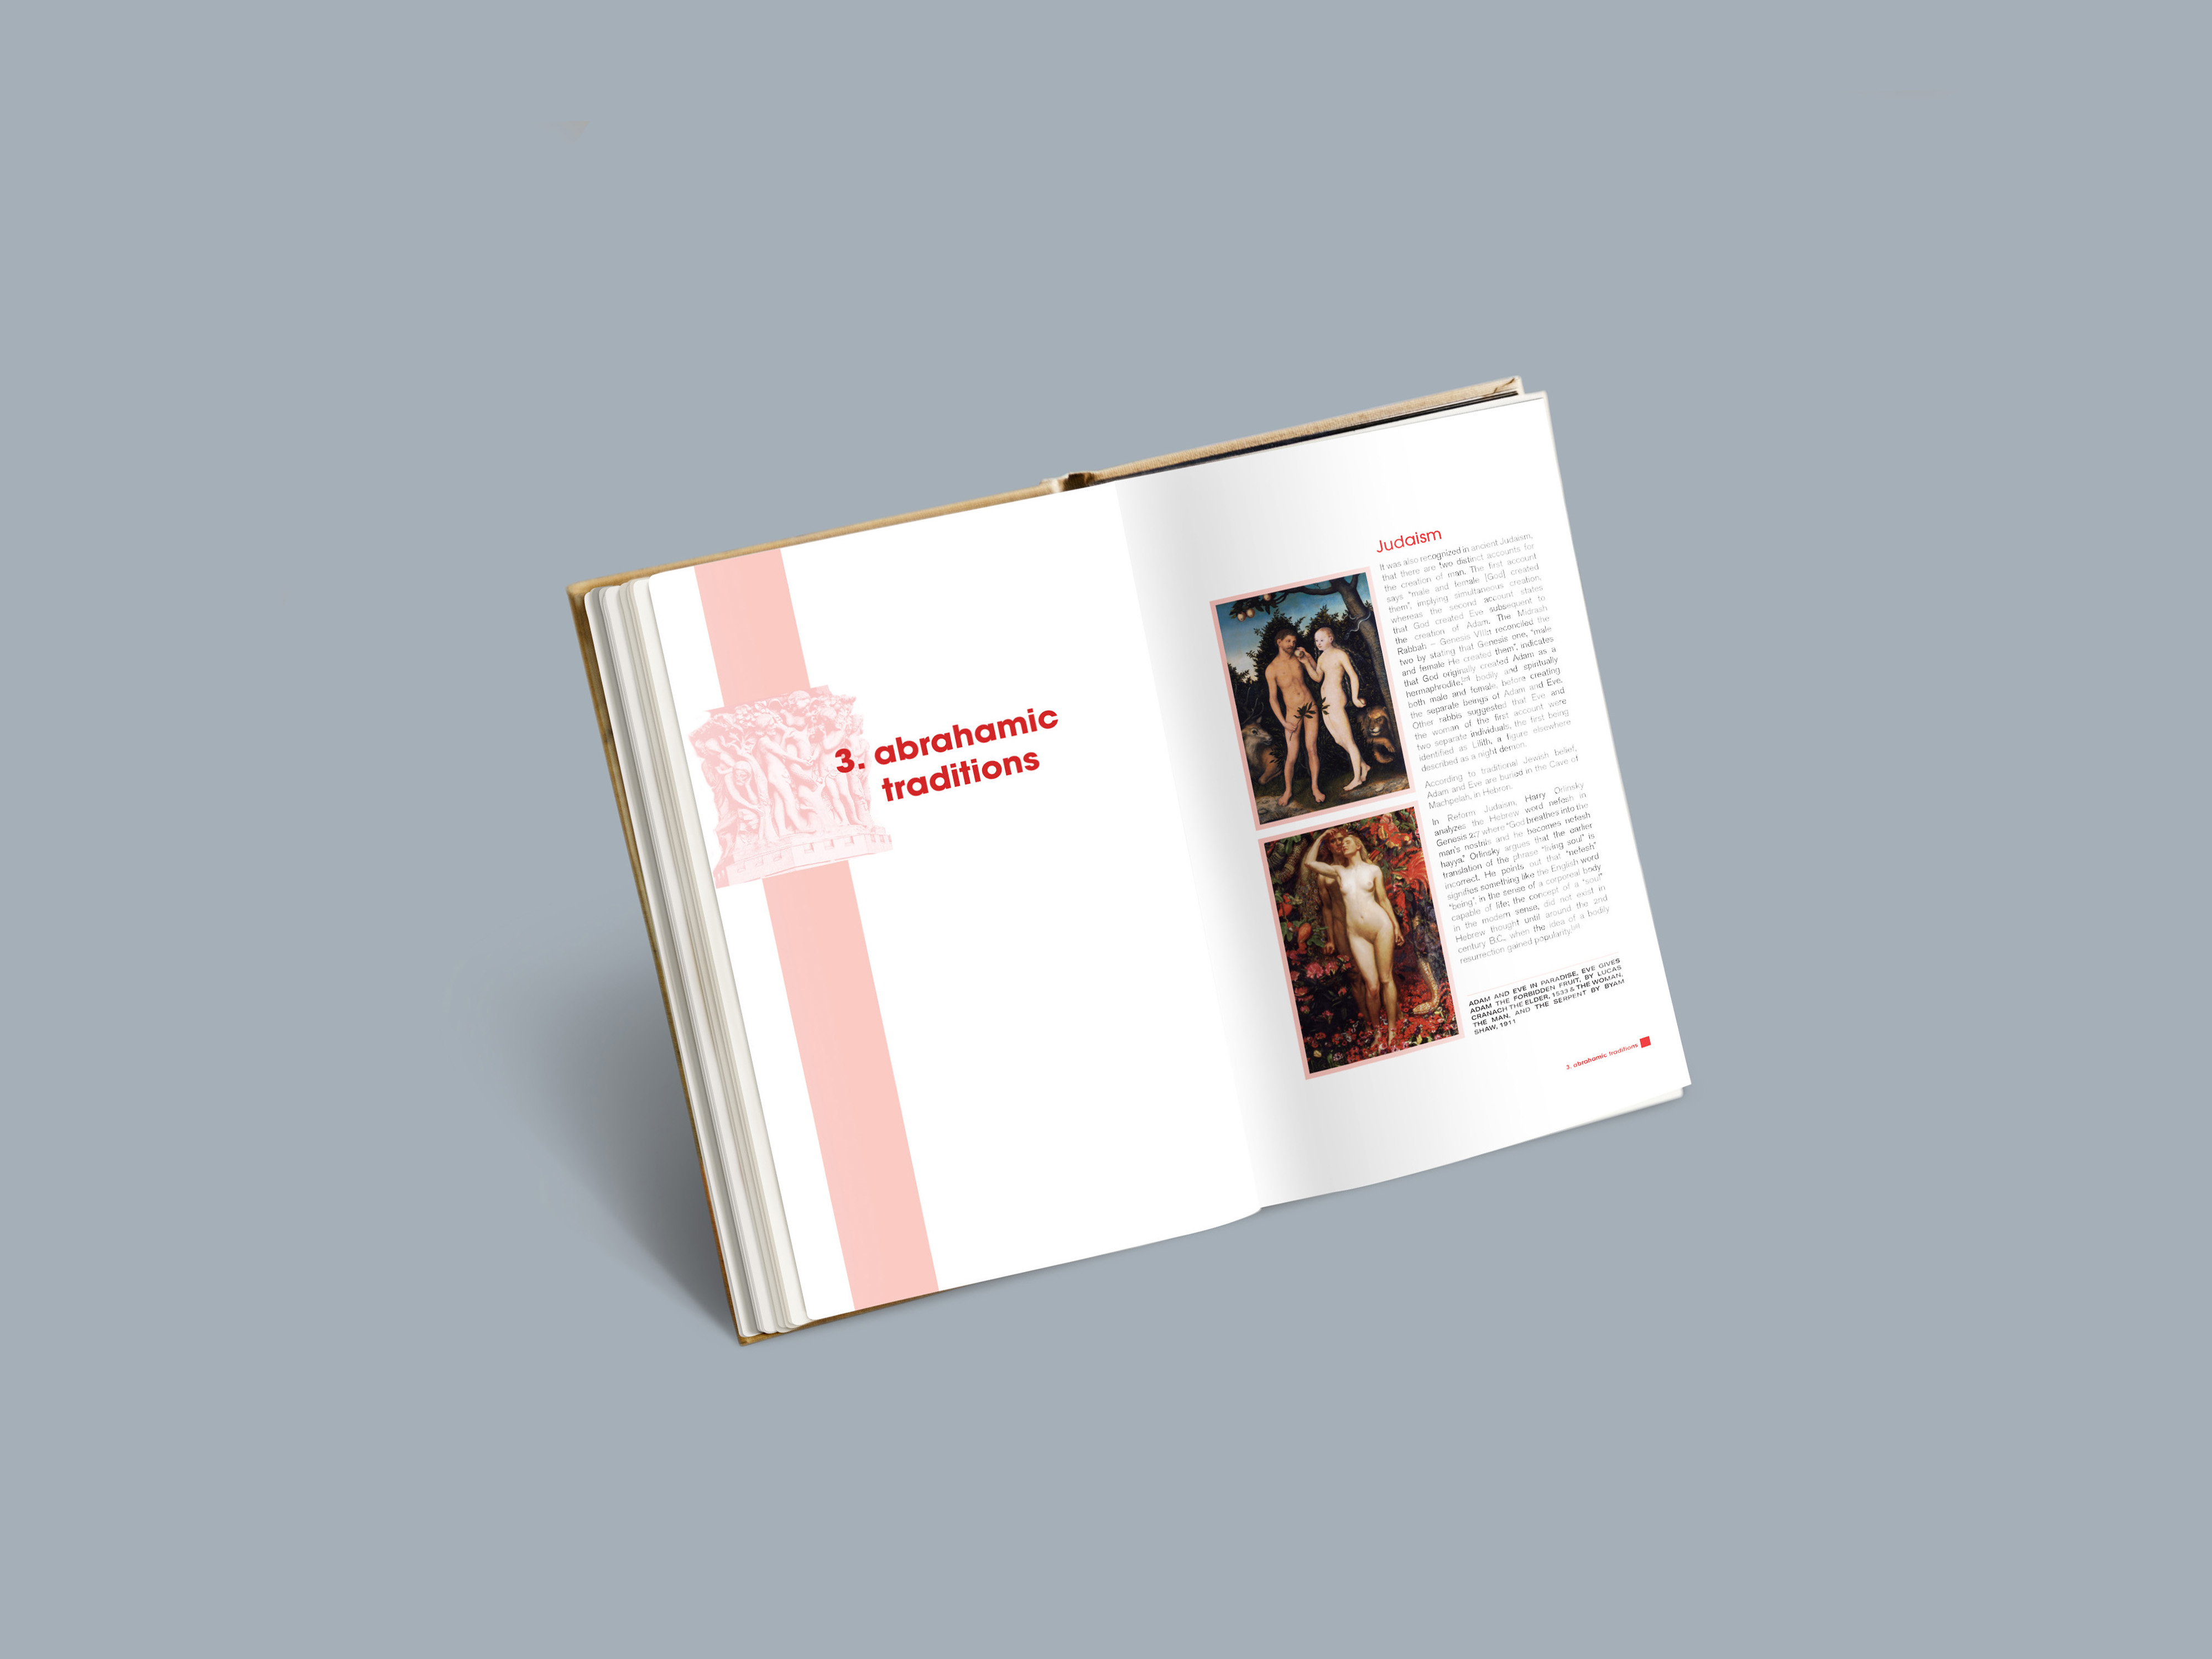 3. abrahamic
traditions
Judaism
It was also recognized in ancient Judaism,
that there are two distinct accounts for
the creation of man. The first account
says "male and female [God] created
them", implying simultaneous creation,
whereas the second account states
that God created Eve subsequent to
the creation of Adam. The Midrash
Rabbah – Genesis VIII:1 reconciled the
two by stating that Genesis one, "male
and female He created them", indicates
that God originally created Adam as a
hermaphrodite, bodily and spiritually
both male and female, before creating
the separate beings of Adam and Eve.
Other rabbis suggested that Eve and
the woman of the first account were
two separate individuals, the first being
identified as Lilith, a figure elsewhere
described as a night demon.
According to traditional Jewish belief,
Adam and Eve are buried in the Cave of
Machpelah, in Hebron.
In Reform Judaism, Harry Orlinsky
analyzes the Hebrew word nefesh in
Genesis 2:7 where "God breathes into the
man's nostrils and he becomes nefesh
hayya." Orlinsky argues that the earlier
translation of the phrase "living soul" is
incorrect. He points out that "nefesh"
signifies something like the English word
"being", in the sense of a corporeal body
capable of life; the concept of a "soul"
in the modern sense, did not exist in
Hebrew thought until around the 2nd
century B.C., when the idea of a bodily
resurrection gained popularity.
ADAM AND EVE IN PARADISE, EVE GIVES
ADAM THE FORBIDDEN FRUIT, BY LUCAS
CRANACH THE ELDER, 1533 & THE WOMAN,
THE MAN, AND THE SERPENT BY BYAM
SHAW, 1911
3. abrahamic traditions